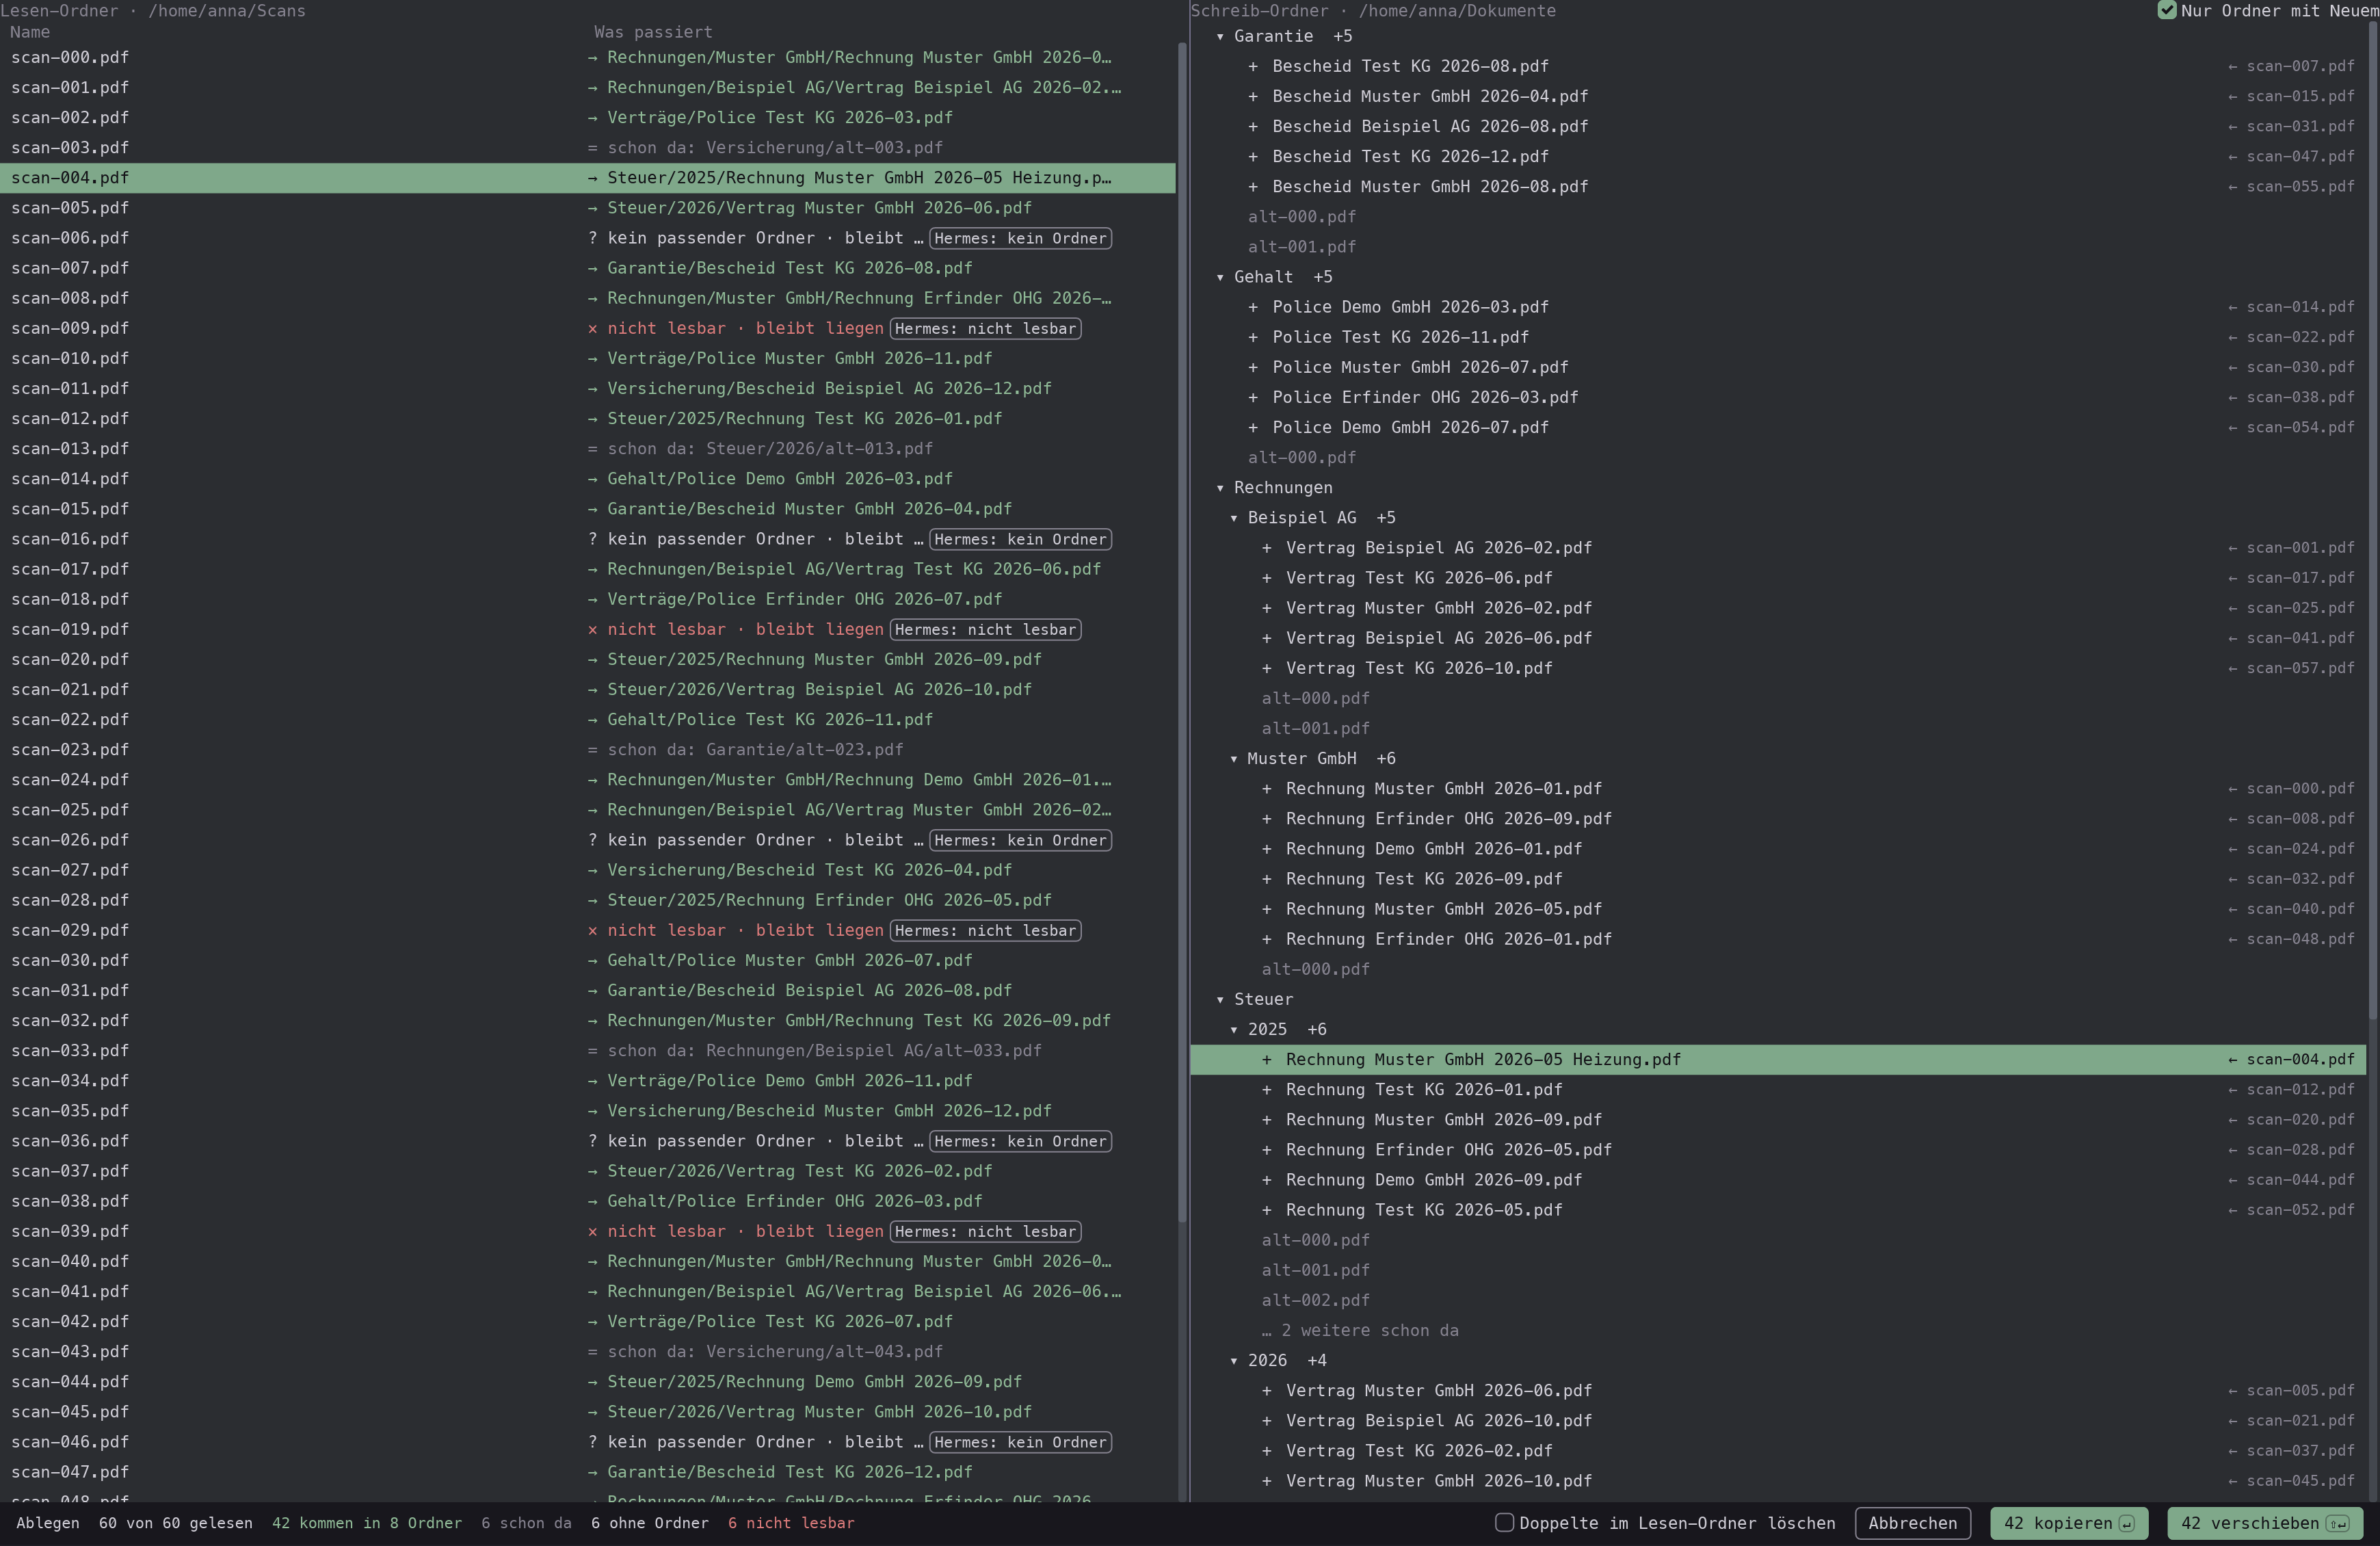 Lesen-Ordner · /home/anna/Scans
Name Was passiert
scan-000.pdf → Rechnungen/Muster GmbH/Rechnung Muster GmbH 2026-0…
scan-001.pdf → Rechnungen/Beispiel AG/Vertrag Beispiel AG 2026-02.…
scan-002.pdf → Verträge/Police Test KG 2026-03.pdf
scan-003.pdf = schon da: Versicherung/alt-003.pdf
scan-004.pdf → Steuer/2025/Rechnung Muster GmbH 2026-05 Heizung.p…
scan-005.pdf → Steuer/2026/Vertrag Muster GmbH 2026-06.pdf
scan-006.pdf ? kein passender Ordner · bleibt … Hermes: kein Ordner
scan-007.pdf → Garantie/Bescheid Test KG 2026-08.pdf
scan-008.pdf → Rechnungen/Muster GmbH/Rechnung Erfinder OHG 2026-…
scan-009.pdf × nicht lesbar · bleibt liegen Hermes: nicht lesbar
scan-010.pdf → Verträge/Police Muster GmbH 2026-11.pdf
scan-011.pdf → Versicherung/Bescheid Beispiel AG 2026-12.pdf
scan-012.pdf → Steuer/2025/Rechnung Test KG 2026-01.pdf
scan-013.pdf = schon da: Steuer/2026/alt-013.pdf
scan-014.pdf → Gehalt/Police Demo GmbH 2026-03.pdf
scan-015.pdf → Garantie/Bescheid Muster GmbH 2026-04.pdf
scan-016.pdf ? kein passender Ordner · bleibt … Hermes: kein Ordner
scan-017.pdf → Rechnungen/Beispiel AG/Vertrag Test KG 2026-06.pdf
scan-018.pdf → Verträge/Police Erfinder OHG 2026-07.pdf
scan-019.pdf × nicht lesbar · bleibt liegen Hermes: nicht lesbar
scan-020.pdf → Steuer/2025/Rechnung Muster GmbH 2026-09.pdf
scan-021.pdf → Steuer/2026/Vertrag Beispiel AG 2026-10.pdf
scan-022.pdf → Gehalt/Police Test KG 2026-11.pdf
scan-023.pdf = schon da: Garantie/alt-023.pdf
scan-024.pdf → Rechnungen/Muster GmbH/Rechnung Demo GmbH 2026-01.…
scan-025.pdf → Rechnungen/Beispiel AG/Vertrag Muster GmbH 2026-02…
scan-026.pdf ? kein passender Ordner · bleibt … Hermes: kein Ordner
scan-027.pdf → Versicherung/Bescheid Test KG 2026-04.pdf
scan-028.pdf → Steuer/2025/Rechnung Erfinder OHG 2026-05.pdf
scan-029.pdf × nicht lesbar · bleibt liegen Hermes: nicht lesbar
scan-030.pdf → Gehalt/Police Muster GmbH 2026-07.pdf
scan-031.pdf → Garantie/Bescheid Beispiel AG 2026-08.pdf
scan-032.pdf → Rechnungen/Muster GmbH/Rechnung Test KG 2026-09.pdf
scan-033.pdf = schon da: Rechnungen/Beispiel AG/alt-033.pdf
scan-034.pdf → Verträge/Police Demo GmbH 2026-11.pdf
scan-035.pdf → Versicherung/Bescheid Muster GmbH 2026-12.pdf
scan-036.pdf ? kein passender Ordner · bleibt … Hermes: kein Ordner
scan-037.pdf → Steuer/2026/Vertrag Test KG 2026-02.pdf
scan-038.pdf → Gehalt/Police Erfinder OHG 2026-03.pdf
scan-039.pdf × nicht lesbar · bleibt liegen Hermes: nicht lesbar
scan-040.pdf → Rechnungen/Muster GmbH/Rechnung Muster GmbH 2026-0…
scan-041.pdf → Rechnungen/Beispiel AG/Vertrag Beispiel AG 2026-06.…
scan-042.pdf → Verträge/Police Test KG 2026-07.pdf
scan-043.pdf = schon da: Versicherung/alt-043.pdf
scan-044.pdf → Steuer/2025/Rechnung Demo GmbH 2026-09.pdf
scan-045.pdf → Steuer/2026/Vertrag Muster GmbH 2026-10.pdf
scan-046.pdf ? kein passender Ordner · bleibt … Hermes: kein Ordner
scan-047.pdf → Garantie/Bescheid Test KG 2026-12.pdf
scan-048.pdf Rechnungen/Muster GmbH/Rechnung Erfinder OHG 2026
Schreib-Ordner · /home/anna/Dokumente Nur Ordner mit Neuem
▾ Garantie +5
+ Bescheid Test KG 2026-08.pdf ← scan-007.pdf
+ Bescheid Muster GmbH 2026-04.pdf ← scan-015.pdf
+ Bescheid Beispiel AG 2026-08.pdf ← scan-031.pdf
+ Bescheid Test KG 2026-12.pdf ← scan-047.pdf
+ Bescheid Muster GmbH 2026-08.pdf ← scan-055.pdf
alt-000.pdf
alt-001.pdf
▾ Gehalt +5
+ Police Demo GmbH 2026-03.pdf ← scan-014.pdf
+ Police Test KG 2026-11.pdf ← scan-022.pdf
+ Police Muster GmbH 2026-07.pdf ← scan-030.pdf
+ Police Erfinder OHG 2026-03.pdf ← scan-038.pdf
+ Police Demo GmbH 2026-07.pdf ← scan-054.pdf
alt-000.pdf
▾ Rechnungen
▾ Beispiel AG +5
+ Vertrag Beispiel AG 2026-02.pdf ← scan-001.pdf
+ Vertrag Test KG 2026-06.pdf ← scan-017.pdf
+ Vertrag Muster GmbH 2026-02.pdf ← scan-025.pdf
+ Vertrag Beispiel AG 2026-06.pdf ← scan-041.pdf
+ Vertrag Test KG 2026-10.pdf ← scan-057.pdf
alt-000.pdf
alt-001.pdf
▾ Muster GmbH +6
+ Rechnung Muster GmbH 2026-01.pdf ← scan-000.pdf
+ Rechnung Erfinder OHG 2026-09.pdf ← scan-008.pdf
+ Rechnung Demo GmbH 2026-01.pdf ← scan-024.pdf
+ Rechnung Test KG 2026-09.pdf ← scan-032.pdf
+ Rechnung Muster GmbH 2026-05.pdf ← scan-040.pdf
+ Rechnung Erfinder OHG 2026-01.pdf ← scan-048.pdf
alt-000.pdf
▾ Steuer
▾ 2025 +6
+ Rechnung Muster GmbH 2026-05 Heizung.pdf ← scan-004.pdf
+ Rechnung Test KG 2026-01.pdf ← scan-012.pdf
+ Rechnung Muster GmbH 2026-09.pdf ← scan-020.pdf
+ Rechnung Erfinder OHG 2026-05.pdf ← scan-028.pdf
+ Rechnung Demo GmbH 2026-09.pdf ← scan-044.pdf
+ Rechnung Test KG 2026-05.pdf ← scan-052.pdf
alt-000.pdf
alt-001.pdf
alt-002.pdf
… 2 weitere schon da
▾ 2026 +4
+ Vertrag Muster GmbH 2026-06.pdf ← scan-005.pdf
+ Vertrag Beispiel AG 2026-10.pdf ← scan-021.pdf
+ Vertrag Test KG 2026-02.pdf ← scan-037.pdf
+ Vertrag Muster GmbH 2026-10.pdf ← scan-045.pdf
Ablegen 60 von 60 gelesen 42 kommen in 8 Ordner 6 schon da 6 ohne Ordner 6 nicht lesbar Doppelte im Lesen-Ordner löschen Abbrechen 42 kopieren ↵ 42 verschieben ⇧↵